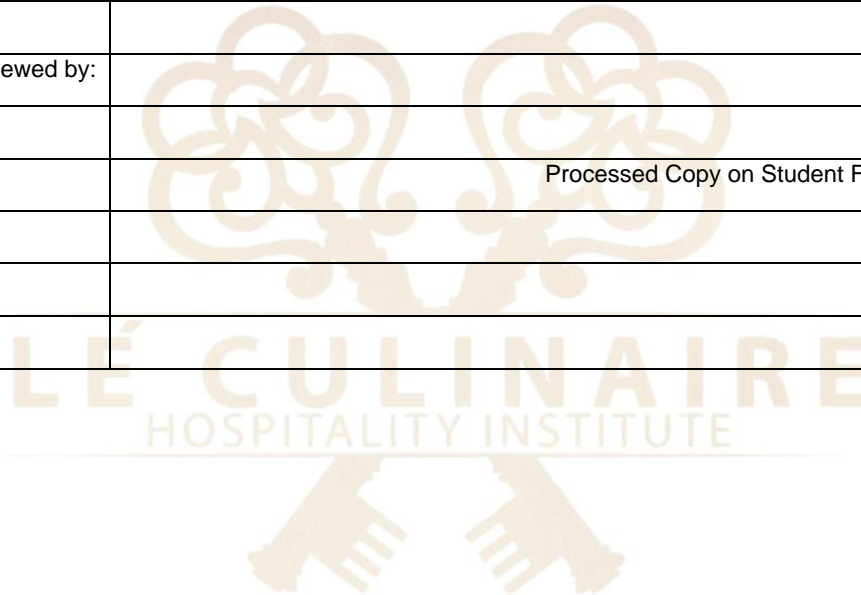 ewed by:
Processed Copy on Student F
LÉ CULINAIRE
HOSPITALITY INSTITUTE